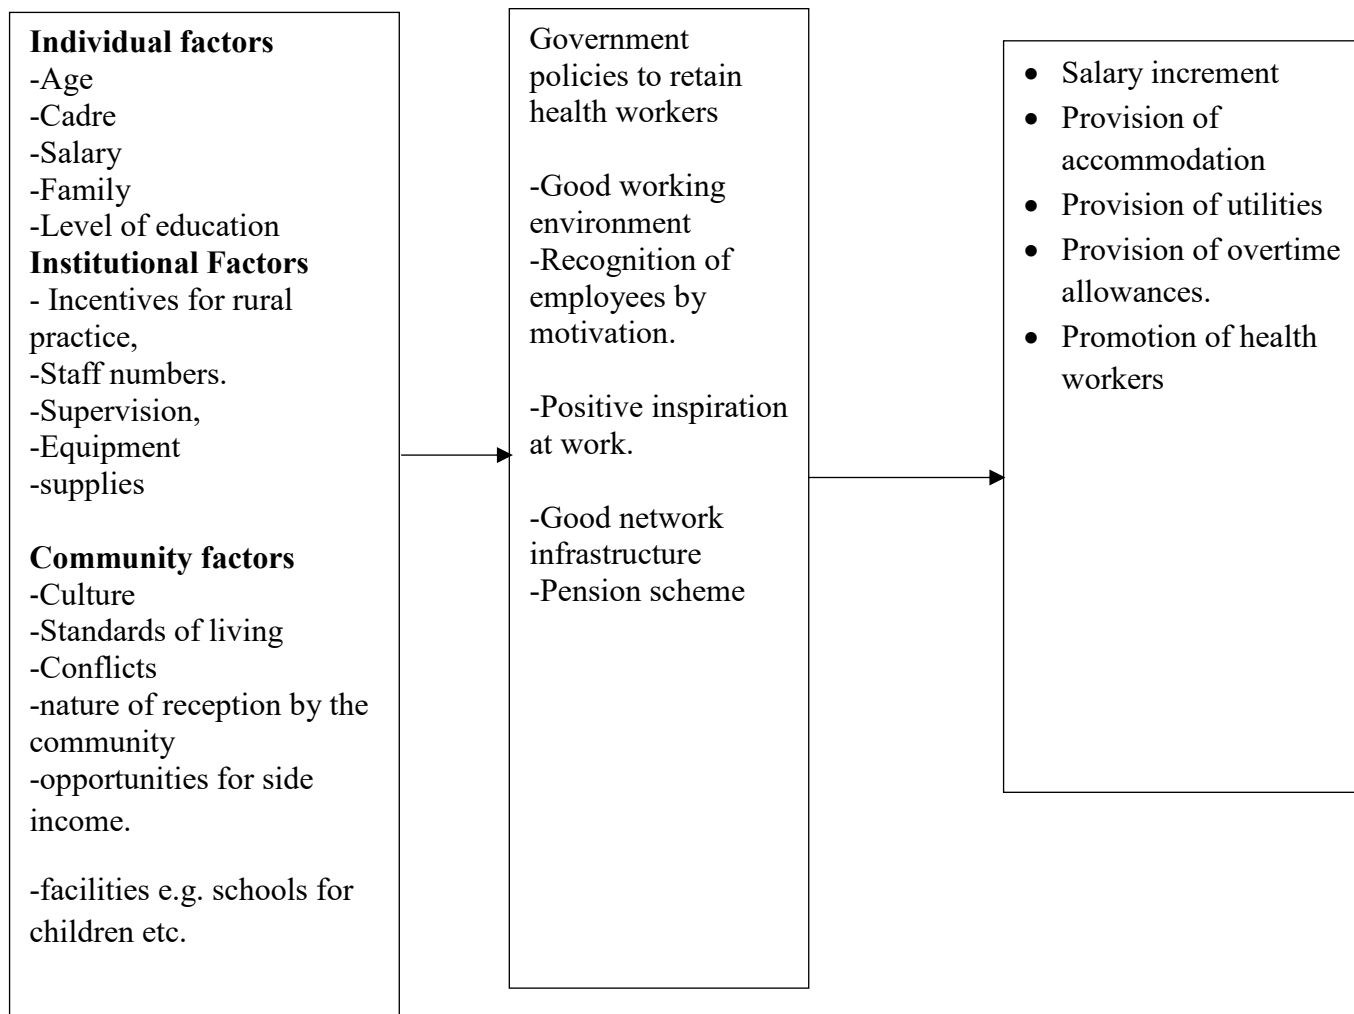 Individual factors
-Age
-Cadre
-Salary
-Family
-Level of education
Institutional Factors
- Incentives for rural
practice,
-Staff numbers.
-Supervision,
-Equipment
-supplies
Community factors
-Culture
-Standards of living
-Conflicts
-nature of reception by the
community
-opportunities for side
income.
-facilities e.g. schools for
children etc.
Government
policies to retain
health workers
-Good working
environment
-Recognition of
employees by
motivation.
-Positive inspiration
at work.
-Good network
infrastructure
-Pension scheme
• Salary increment
• Provision of
accommodation
• Provision of utilities
• Provision of overtime
allowances.
• Promotion of health
workers